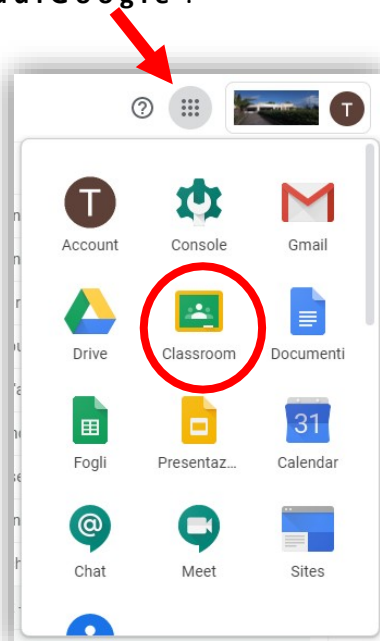 T
Account Console Gmail
Drive Classroom Documenti
31
Fogli Presentaz... Calendar
@
Chat Meet Sites